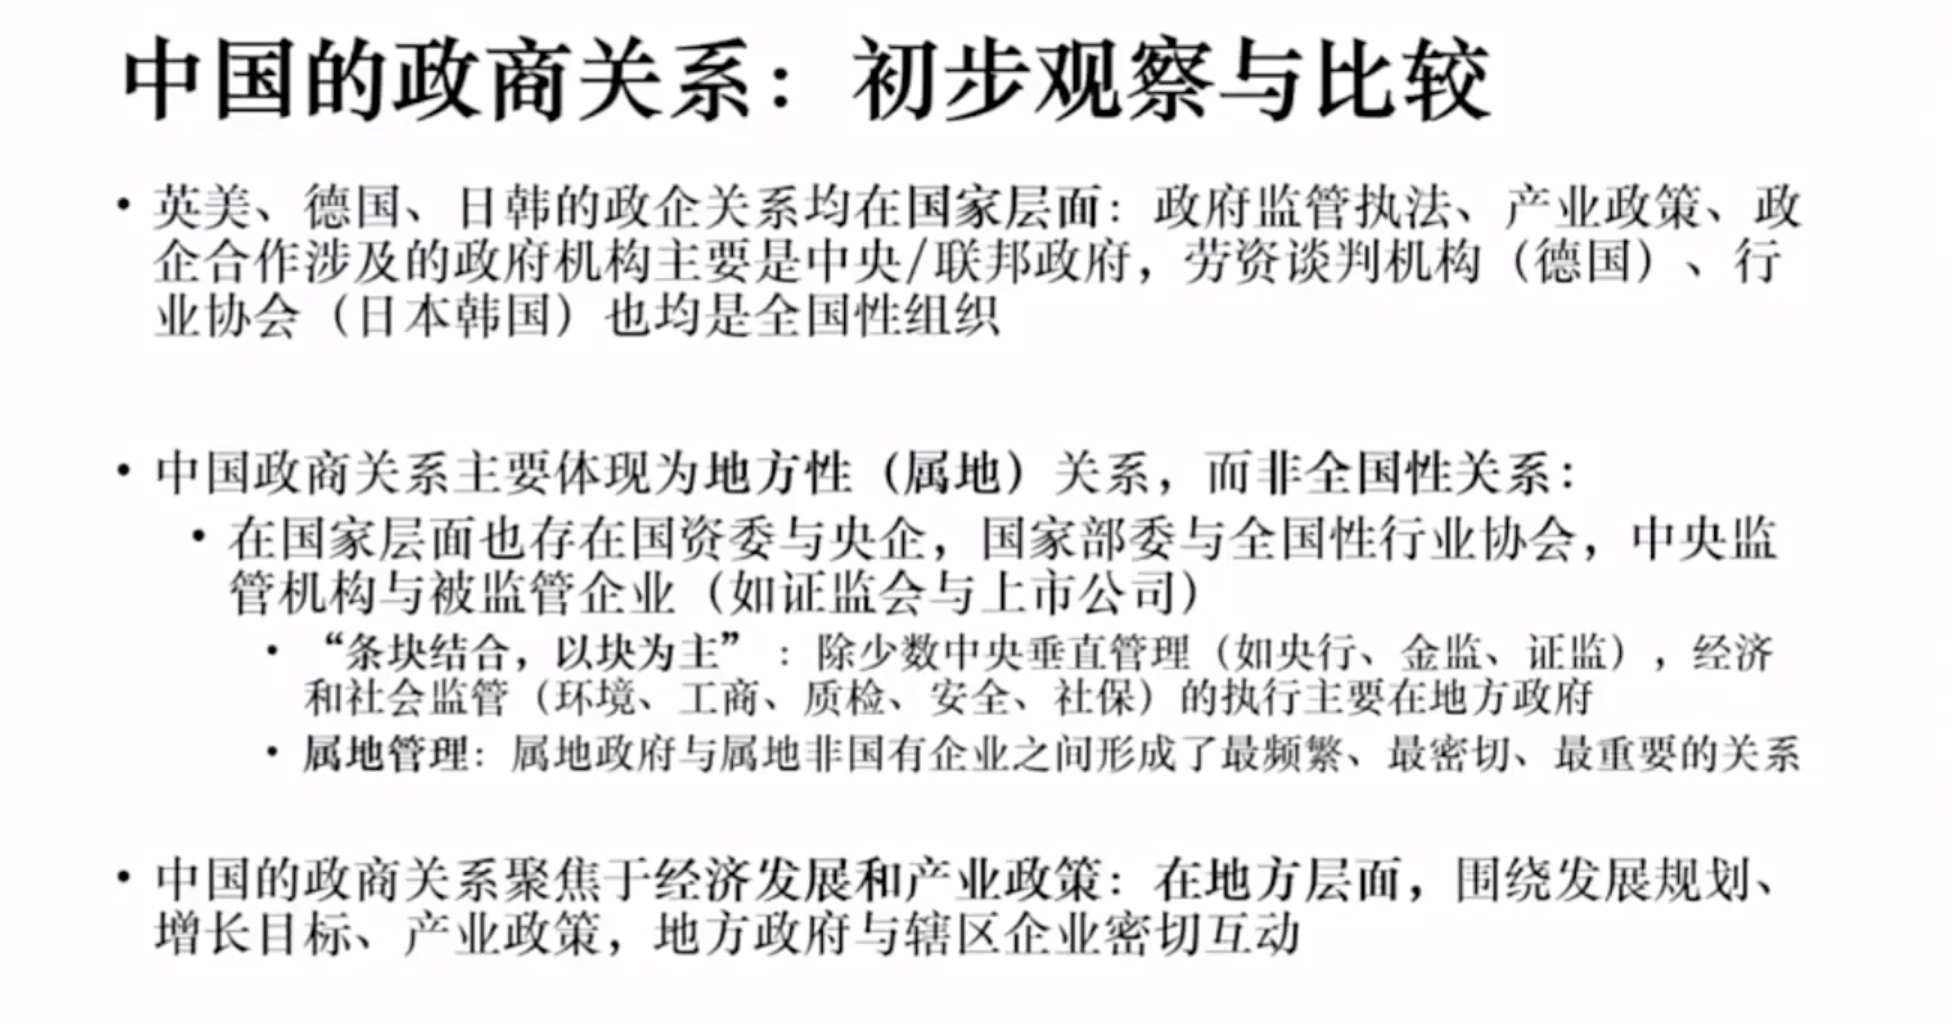 中国的政商关系：初步观察与比较
• 英美、德国、日韩的政企关系均在国家层面：政府监管执法、产业政策、政
企合作涉及的政府机构主要是中央/联邦政府，劳资谈判机构（德国）、行
业协会（日本韩国）也均是全国性组织
• 中国政商关系主要体现为地方性（属地）关系，而非全国性关系：
• 在国家层面也存在国资委与央企，国家部委与全国性行业协会，中央监
管机构与被监管企业（如证监会与上市公司）
• “条块结合，以块为主”：除少数中央垂直管理（如央行、金监、证监），经济
和社会监管（环境、工商、质检、安全、社保）的执行主要在地方政府
• 属地管理：属地政府与属地非国有企业之间形成了最频繁、最密切、最重要的关系
• 中国的政商关系聚焦于经济发展和产业政策：在地方层面，围绕发展规划、
增长目标、产业政策，地方政府与辖区企业密切互动